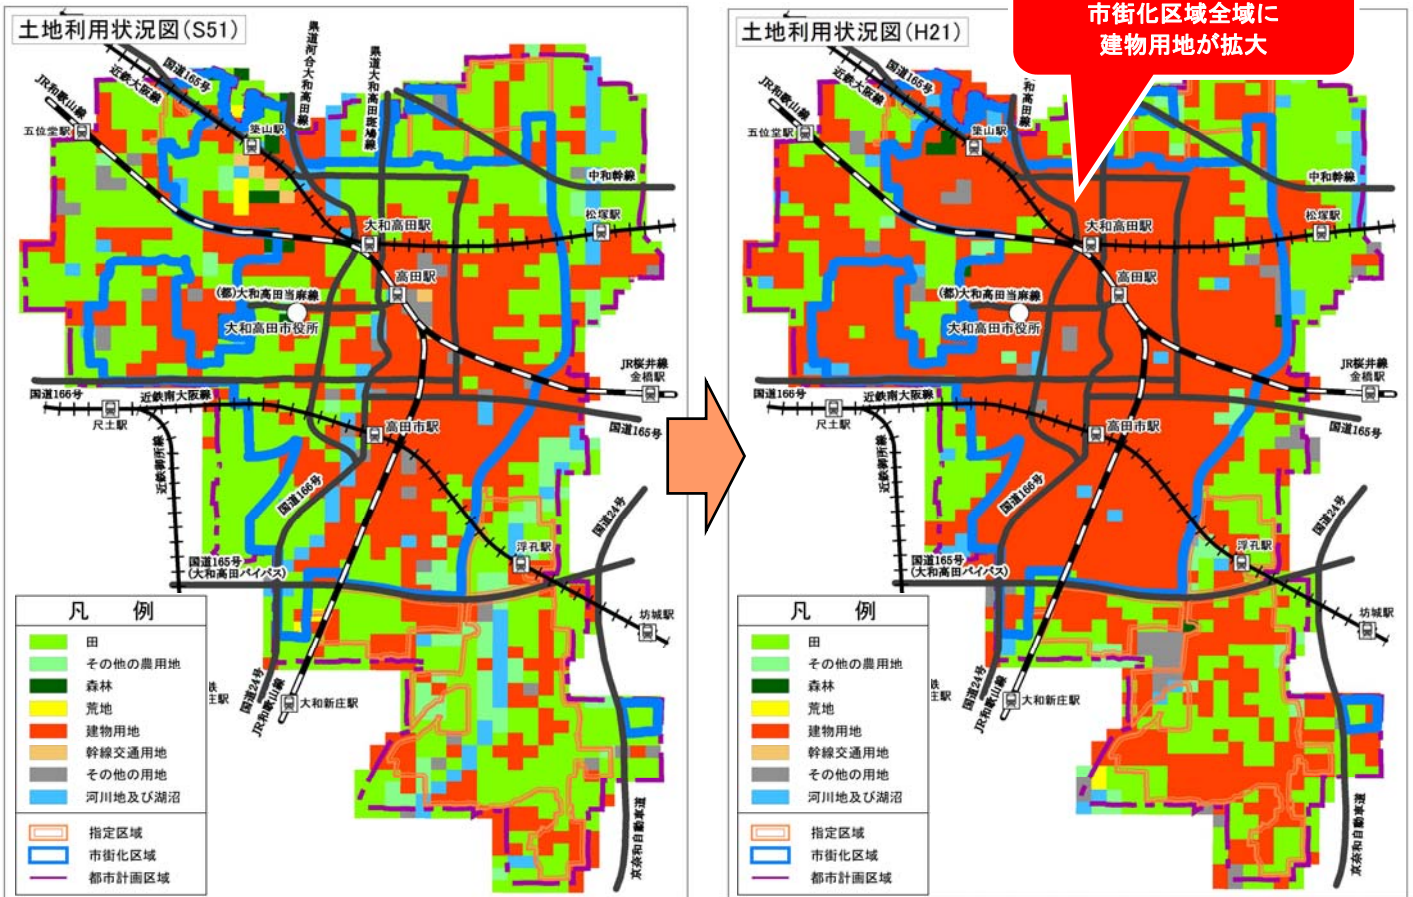 土地利用状況図(S51)
県道河合大和高田線
県道大和高田斑鳩線
国道165号
近鉄大阪線
JR和歌山線
五位堂駅
築山駅
中和幹線
松塚駅
大和高田駅
高田駅
(都)大和高田当麻線
大和高田市役所
JR桜井線
金橋駅
国道166号
近鉄南大阪線
尺土駅
高田市駅
国道165号
近鉄御所線
国道166号
国道24号
浮孔駅
国道165号
(大和高田バイパス)
坊城駅
国道24号
JR和歌山線
大和新庄駅
京奈和自動車道
凡 例
田
その他の農用地
森林
荒地
建物用地
幹線交通用地
その他の用地
河川地及び湖沼
指定区域
市街化区域
都市計画区域
土地利用状況図(H21)
市街化区域全域に
建物用地が拡大
和高田線
国道165号
近鉄大阪線
JR和歌山線
五位堂駅
築山駅
中和幹線
松塚駅
大和高田駅
高田駅
(都)大和高田当麻線
大和高田市役所
JR桜井線
金橋駅
国道166号
近鉄南大阪線
尺土駅
高田市駅
国道165号
近鉄御所線
国道166号
国道24号
浮孔駅
国道165号
(大和高田バイパス)
坊城駅
鉄
庄駅
国道24号
JR和歌山線
大和新庄駅
京奈和自動車道
凡 例
田
その他の農用地
森林
荒地
建物用地
幹線交通用地
その他の用地
河川地及び湖沼
指定区域
市街化区域
都市計画区域